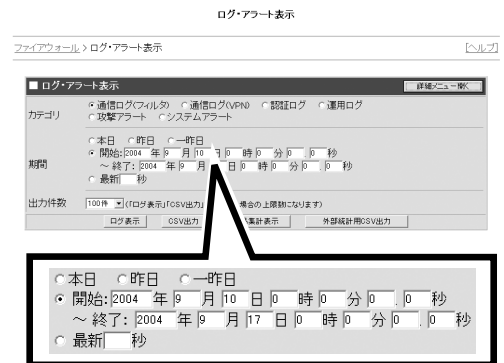 ログ・アラート表示
ファイアウォール > ログ・アラート表示 [ヘルプ]
■ ログ・アラート表示 詳細メニュー開く
カテゴリ
通信ログ(フィルタ) 通信ログ(VPN) 認証ログ 運用ログ
攻撃アラート システムアラート
期間
本日 昨日 一昨日
開始: 2004 年 9 月 10 日 0 時 0 分 0 . 0 秒
~ 終了: 2004 年 9 月 日 0 時 0 分 0 . 0 秒
最新 秒
出力件数 100件 (「ログ表示」「CSV出力」 場合の上限数になります)
ログ表示 CSV出力 集計表示 外部統計用CSV出力
本日 昨日 一昨日
開始: 2004 年 9 月 10 日 0 時 0 分 0 . 0 秒
~ 終了: 2004 年 9 月 17 日 0 時 0 分 0 . 0 秒
最新 秒